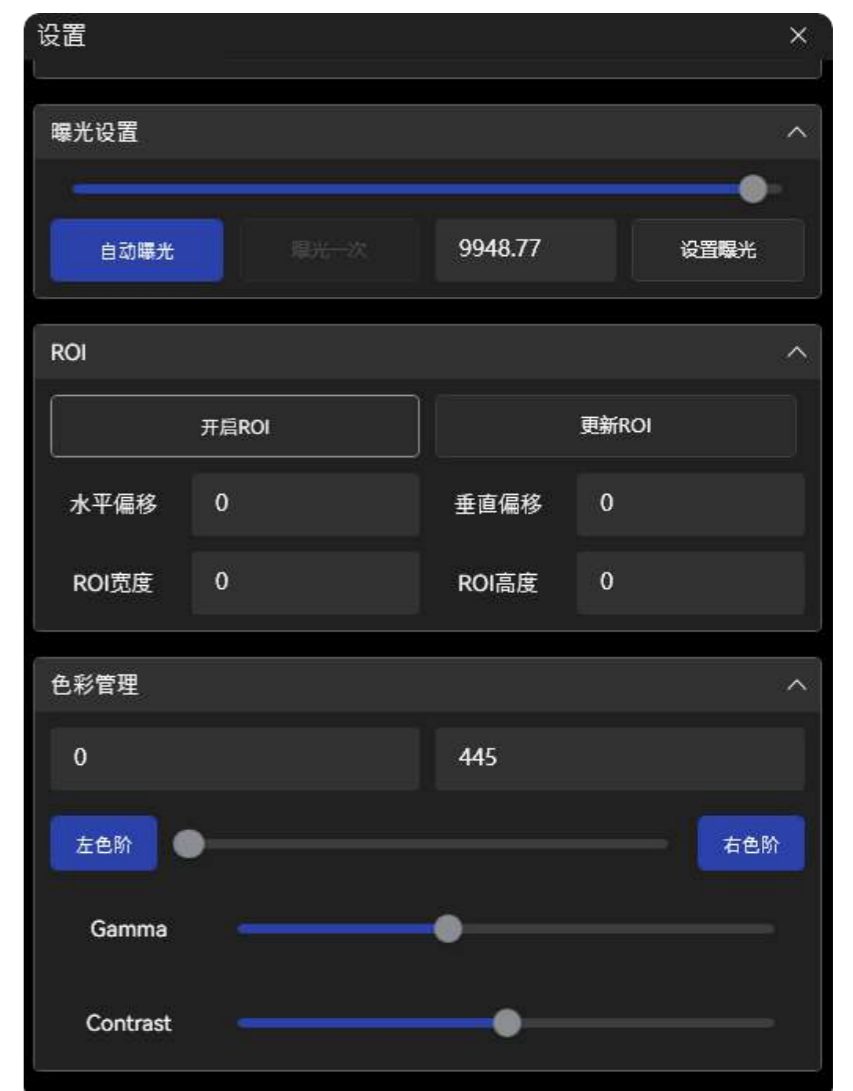 设置
曝光设置
自动曝光 曝光一次 9948.77 设置曝光
ROI
开启ROI 更新ROI
水平偏移 0 垂直偏移 0
ROI宽度 0 ROI高度 0
色彩管理
0 445
左色阶 右色阶
Gamma
Contrast